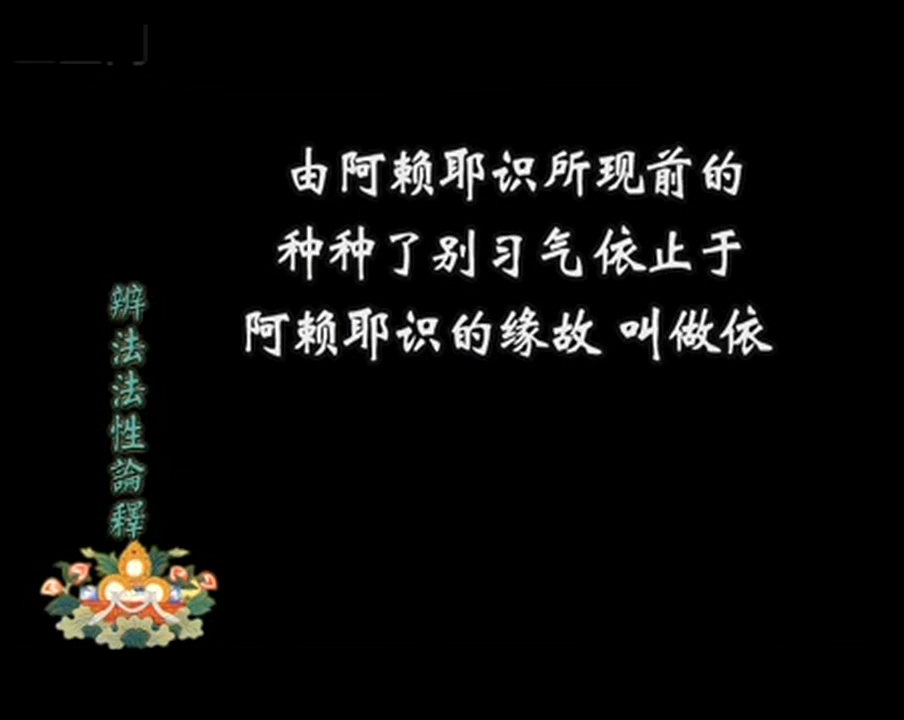 由阿赖耶识所现前的
种种了别习气依止于
阿赖耶识的缘故 叫做依
辨法法性論釋